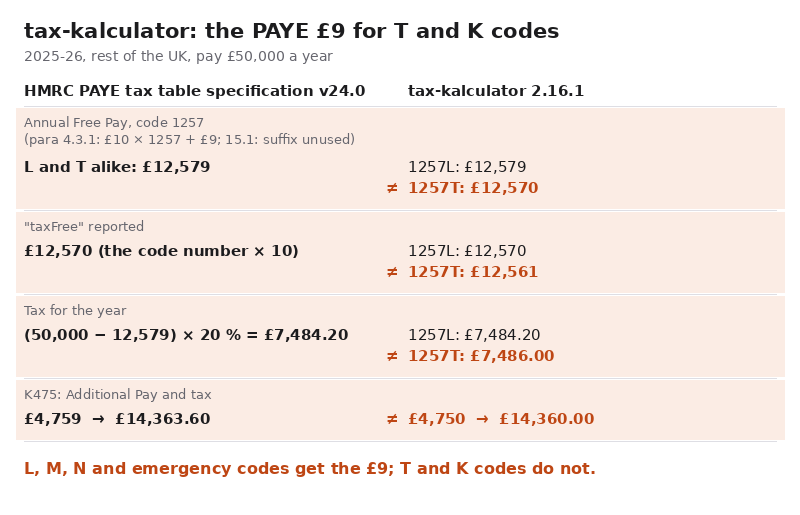 tax-kalculator: the PAYE £9 for T and K codes
2025-26, rest of the UK, pay £50,000 a year
HMRC PAYE tax table specification v24.0 tax-kalculator 2.16.1
Annual Free Pay, code 1257
(para 4.3.1: £10 × 1257 + £9; 15.1: suffix unused)
L and T alike: £12,579 1257L: £12,579
≠ 1257T: £12,570
"taxFree" reported
£12,570 (the code number × 10) 1257L: £12,570
≠ 1257T: £12,561
Tax for the year
(50,000 − 12,579) × 20 % = £7,484.20 1257L: £7,484.20
≠ 1257T: £7,486.00
K475: Additional Pay and tax
£4,759 → £14,363.60 ≠ £4,750 → £14,360.00
L, M, N and emergency codes get the £9; T and K codes do not.